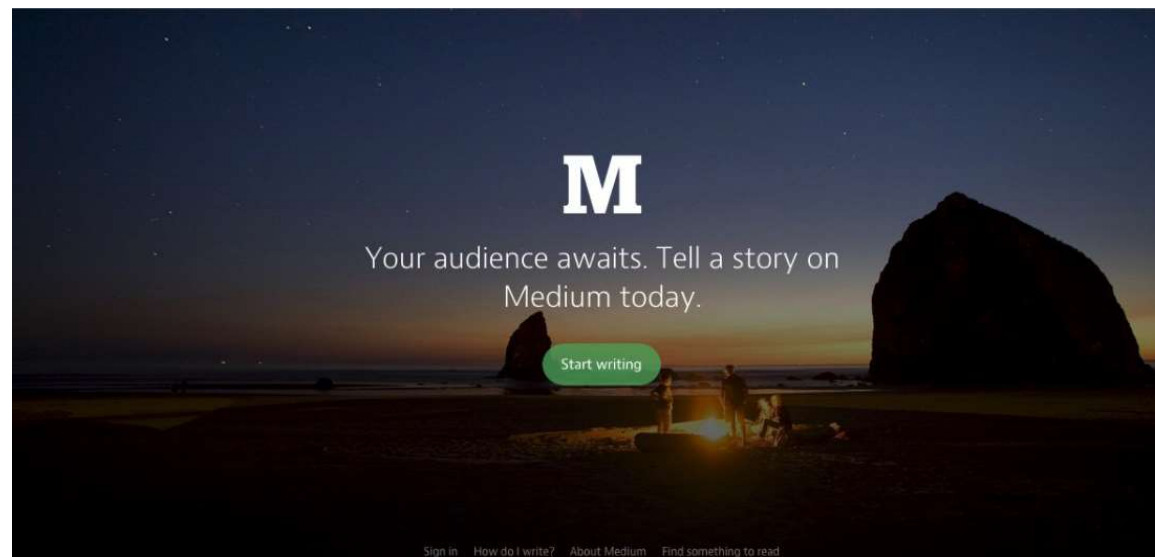 M
Your audience awaits. Tell a story on
Medium today.
Start writing
Sign in How do I write? About Medium Find something to read